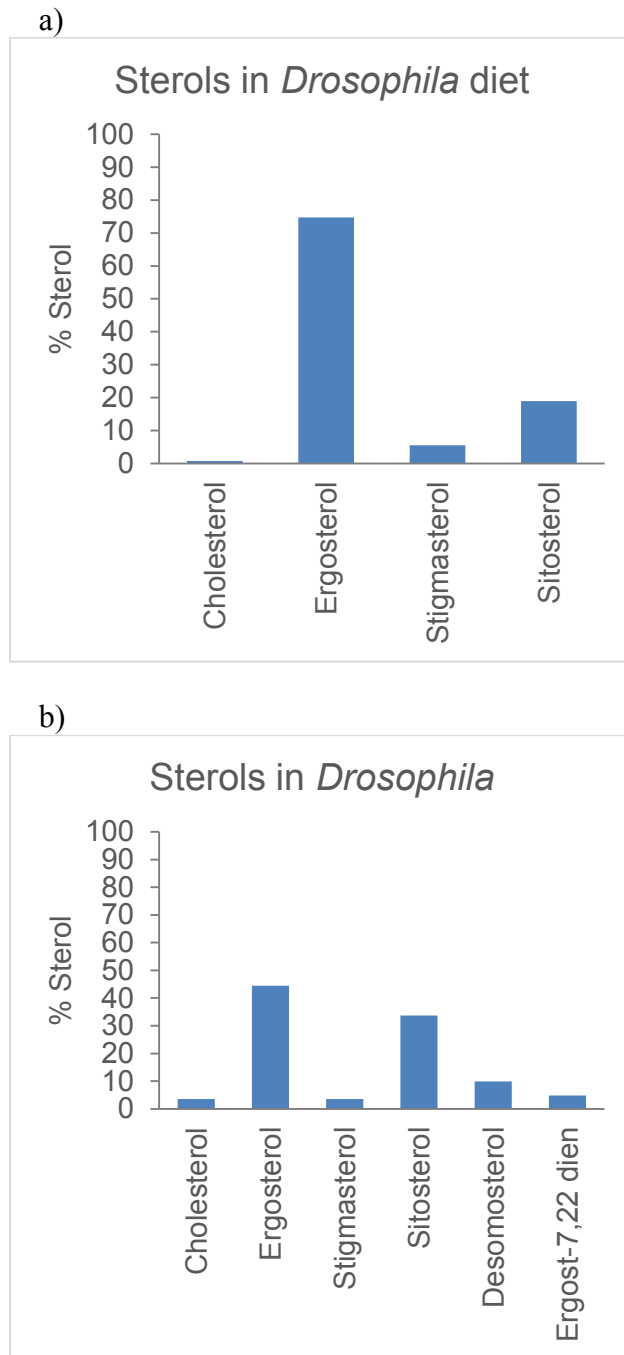 a)
Sterols in Drosophila diet
100
90
80
70
60
50
40
30
20
10
0
% Sterol
Cholesterol
Ergosterol
Stigmasterol
Sitosterol
b)
Sterols in Drosophila
100
90
80
70
60
50
40
30
20
10
0
% Sterol
Cholesterol
Ergosterol
Stigmasterol
Sitosterol
Desomosterol
Ergost-7,22 dien